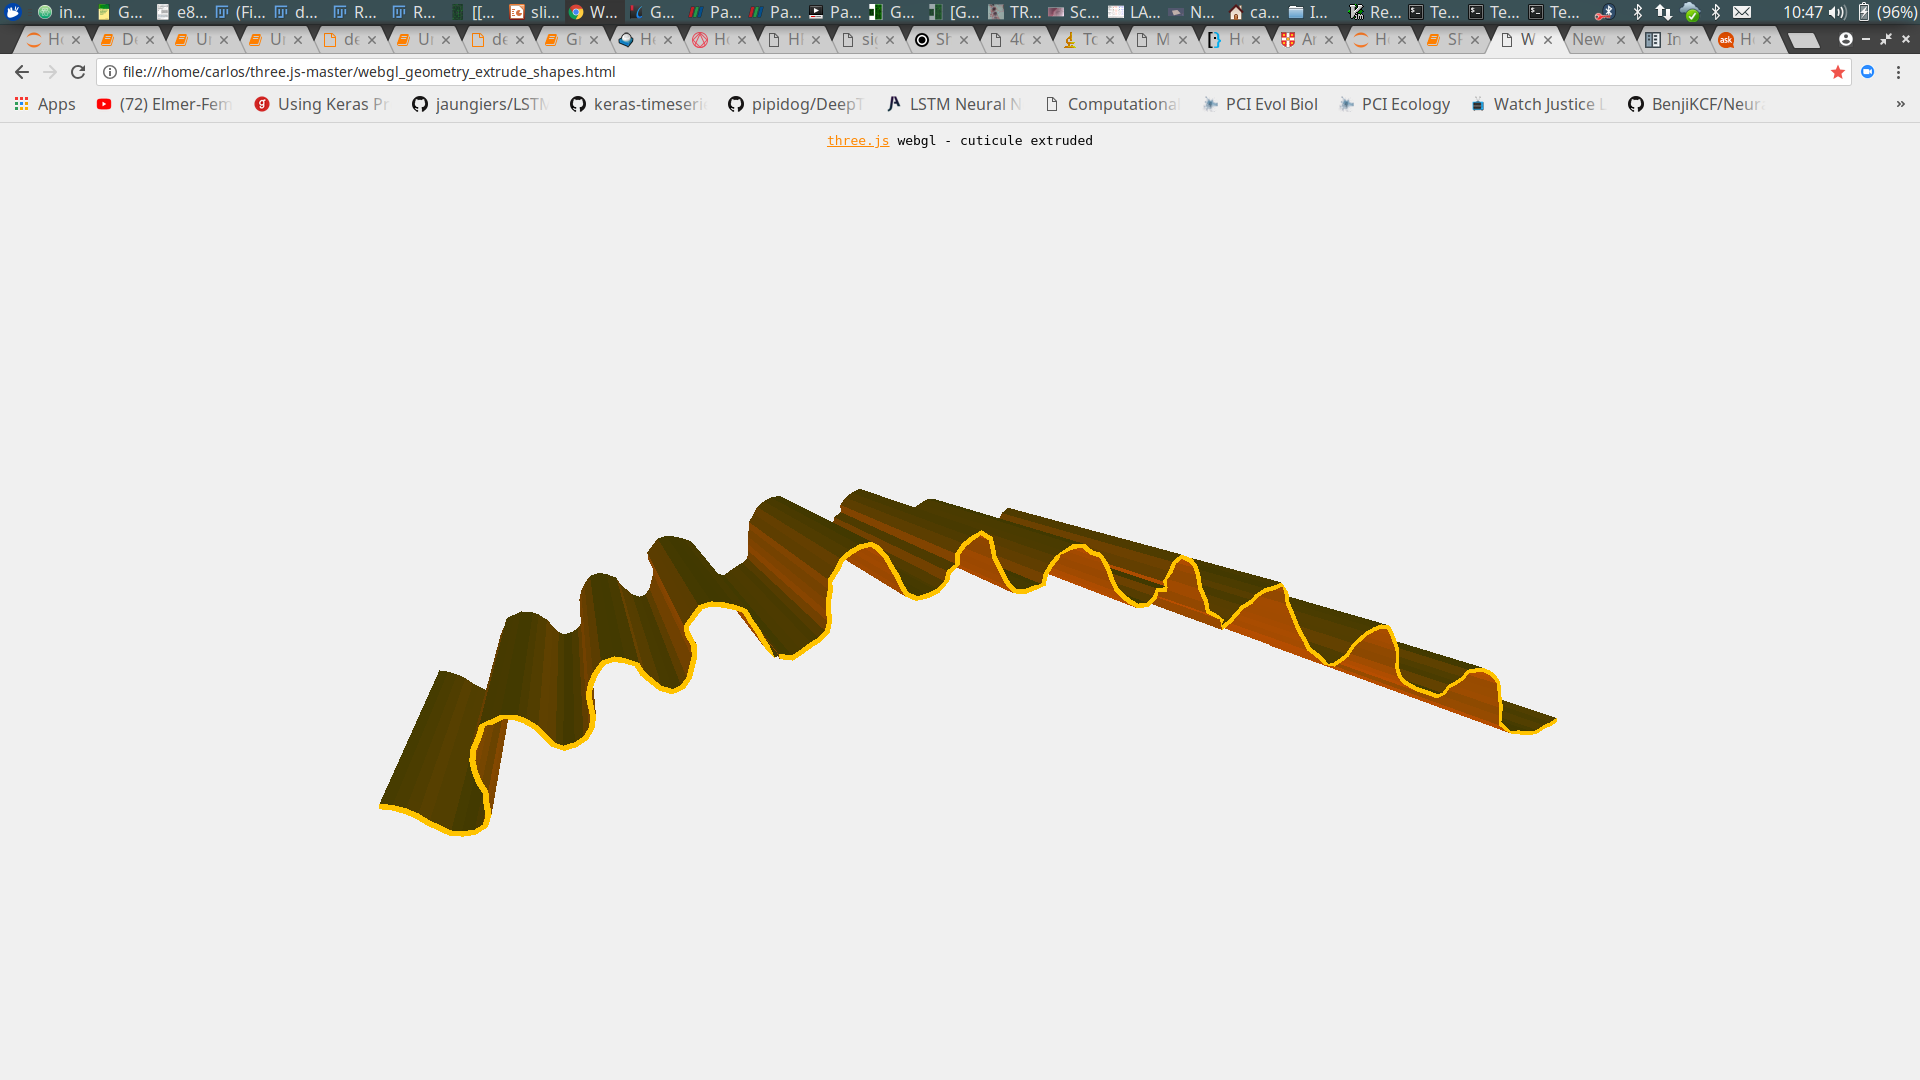 in... G... e8... (Fi... d... R... R... [[... sli... W... G... Pa... Pa... Pa... G... [G... TR... Sc... LA... N... ca... I... Re... Te... Te... Te... 10:47 (96%)
H D U U de U de G H H H si S 40 To M H A H SF W New In H
file:///home/carlos/three.js-master/webgl_geometry_extrude_shapes.html
Apps (72) Elmer-Fem Using Keras Pr jaungiers/LSTM keras-timeseri pipidog/DeepT LSTM Neural N Computational PCI Evol Biol PCI Ecology Watch Justice L BenjiKCF/Neur »
three.js webgl - cuticule extruded